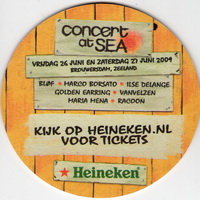 concert
at SEA
VRIJDAG 26 JUNI EN ZATERDAG 27 JUNI 2009
BROUWERSDAM, ZEELAND
BLØF • MARCO BORSATO • ILSE DELANGE
GOLDEN EARRING • VANVELZEN
MARIA MENA • RACOON
KIJK OP HEINEKEN.NL
VOOR TICKETS
Heineken